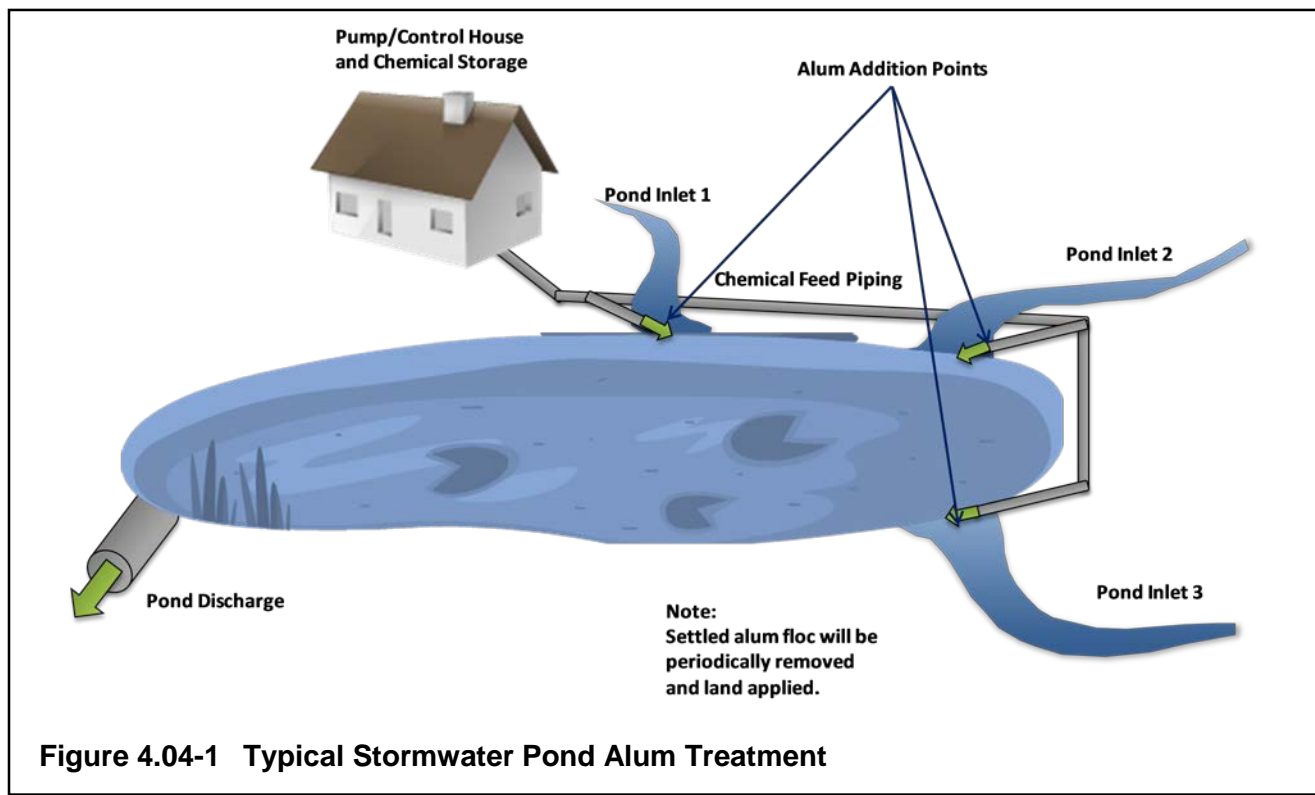 Pump/Control House
and Chemical Storage
Alum Addition Points
Pond Inlet 1
Pond Inlet 2
Chemical Feed Piping
Pond Discharge
Pond Inlet 3
Note:
Settled alum floc will be
periodically removed
and land applied.
Figure 4.04-1 Typical Stormwater Pond Alum Treatment